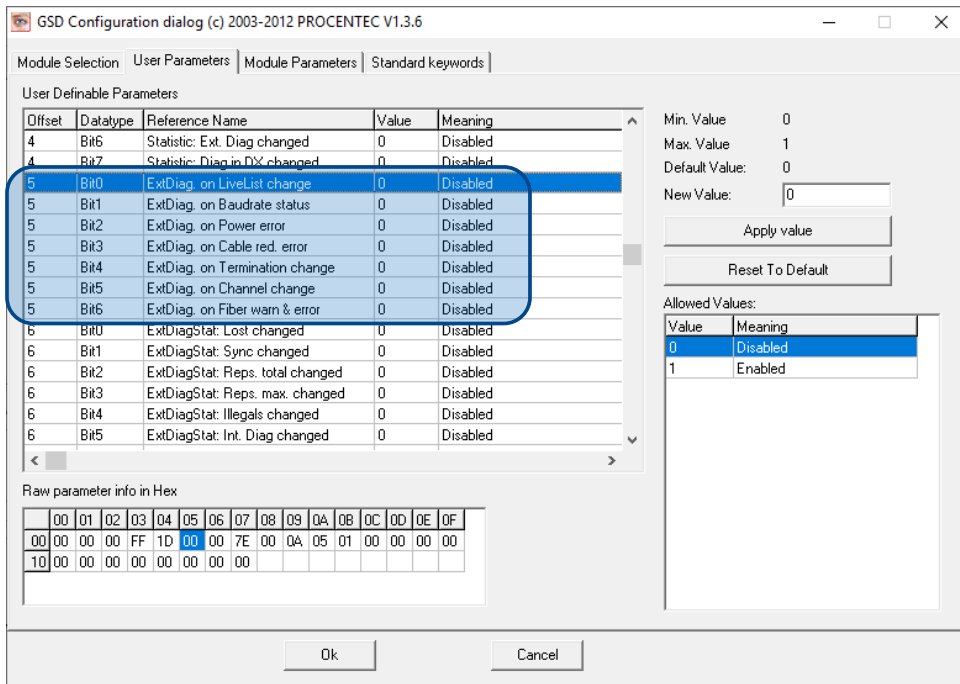 GSD Configuration dialog (c) 2003-2012 PROCENTEC V1.3.6
Module Selection User Parameters Module Parameters Standard keywords
User Definable Parameters
Offset Datatype Reference Name Value Meaning
4 Bit6 Statistic: Ext. Diag changed 0 Disabled
4 Bit7 Statistic: Diag in DX changed 0 Disabled
5 Bit0 ExtDiag. on LiveList change 0 Disabled
5 Bit1 ExtDiag. on Baudrate status 0 Disabled
5 Bit2 ExtDiag. on Power error 0 Disabled
5 Bit3 ExtDiag. on Cable red. error 0 Disabled
5 Bit4 ExtDiag. on Termination change 0 Disabled
5 Bit5 ExtDiag. on Channel change 0 Disabled
5 Bit6 ExtDiag. on Fiber warn & error 0 Disabled
6 Bit0 ExtDiagStat: Lost changed 0 Disabled
6 Bit1 ExtDiagStat: Sync changed 0 Disabled
6 Bit2 ExtDiagStat: Reps. total changed 0 Disabled
6 Bit3 ExtDiagStat: Reps. max. changed 0 Disabled
6 Bit4 ExtDiagStat: Illegals changed 0 Disabled
6 Bit5 ExtDiagStat: Int. Diag changed 0 Disabled
Min. Value 0
Max. Value 1
Default Value: 0
New Value: 0
Apply value
Reset To Default
Allowed Values:
Value Meaning
0 Disabled
1 Enabled
Raw parameter info in Hex
00 01 02 03 04 05 06 07 08 09 0A 0B 0C 0D 0E 0F
00 00 00 00 FF 1D 00 00 7E 00 0A 05 01 00 00 00 00
10 00 00 00 00 00 00 00 00
Ok Cancel